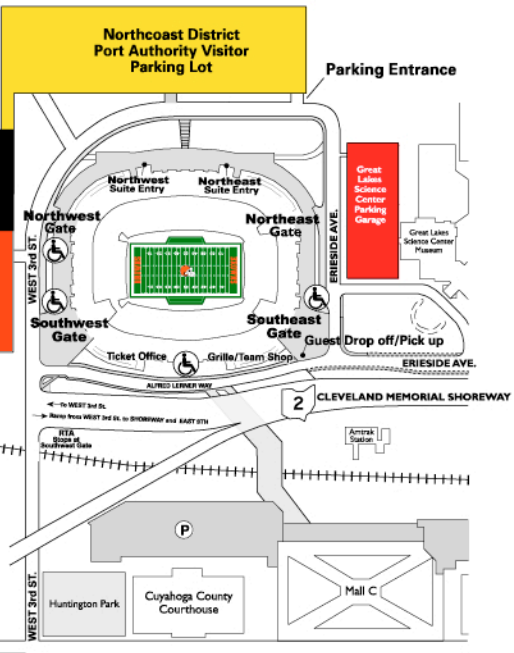 Northcoast District
Port Authority Visitor
Parking Lot
Parking Entrance
Northwest
Suite Entry
Northeast
Suite Entry
Great
Lakes
Science
Center
Parking
Garage
Northwest
Gate
Northeast
Gate
Great Lakes
Science Center
Museum
WEST 3rd ST.
ERIESIDE AVE.
Southwest
Gate
Southeast
Gate
Guest Drop off/Pick up
Ticket Office
Grille/Team Shop
ERIESIDE AVE.
ALFRED LERNER WAY
2
CLEVELAND MEMORIAL SHOREWAY
To WEST 3rd St.
Ramp from WEST 3rd St. to SHOREWAY and EAST 9TH
RTA
Stops at
Southwest Gate
Amtrak
Station
P
WEST 3rd ST.
Huntington Park
Cuyahoga County
Courthouse
Mall C